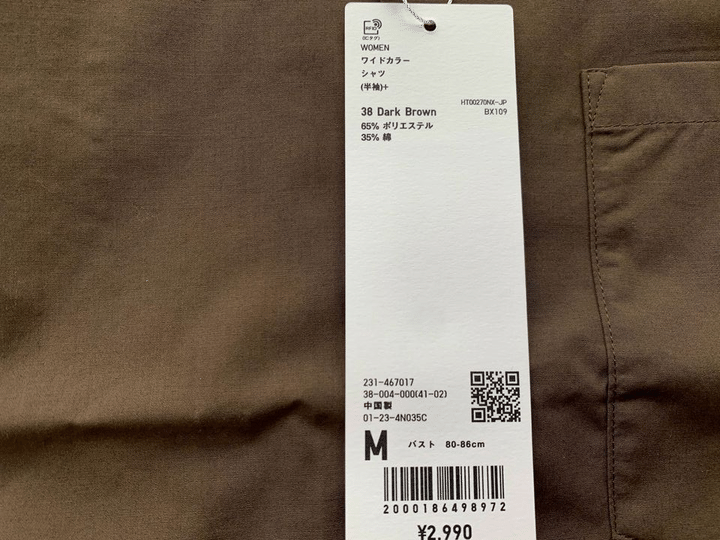 RFID
(ICタグ)
WOMEN
ワイドカラー
シャツ
(半袖)+
HT00270NX-JP
38 Dark Brown BX109
65% ポリエステル
35% 綿
231-467017
38-004-000(41-02)
中国製
01-23-4N035C
M バスト 80-86cm
2000186498972
¥2,990